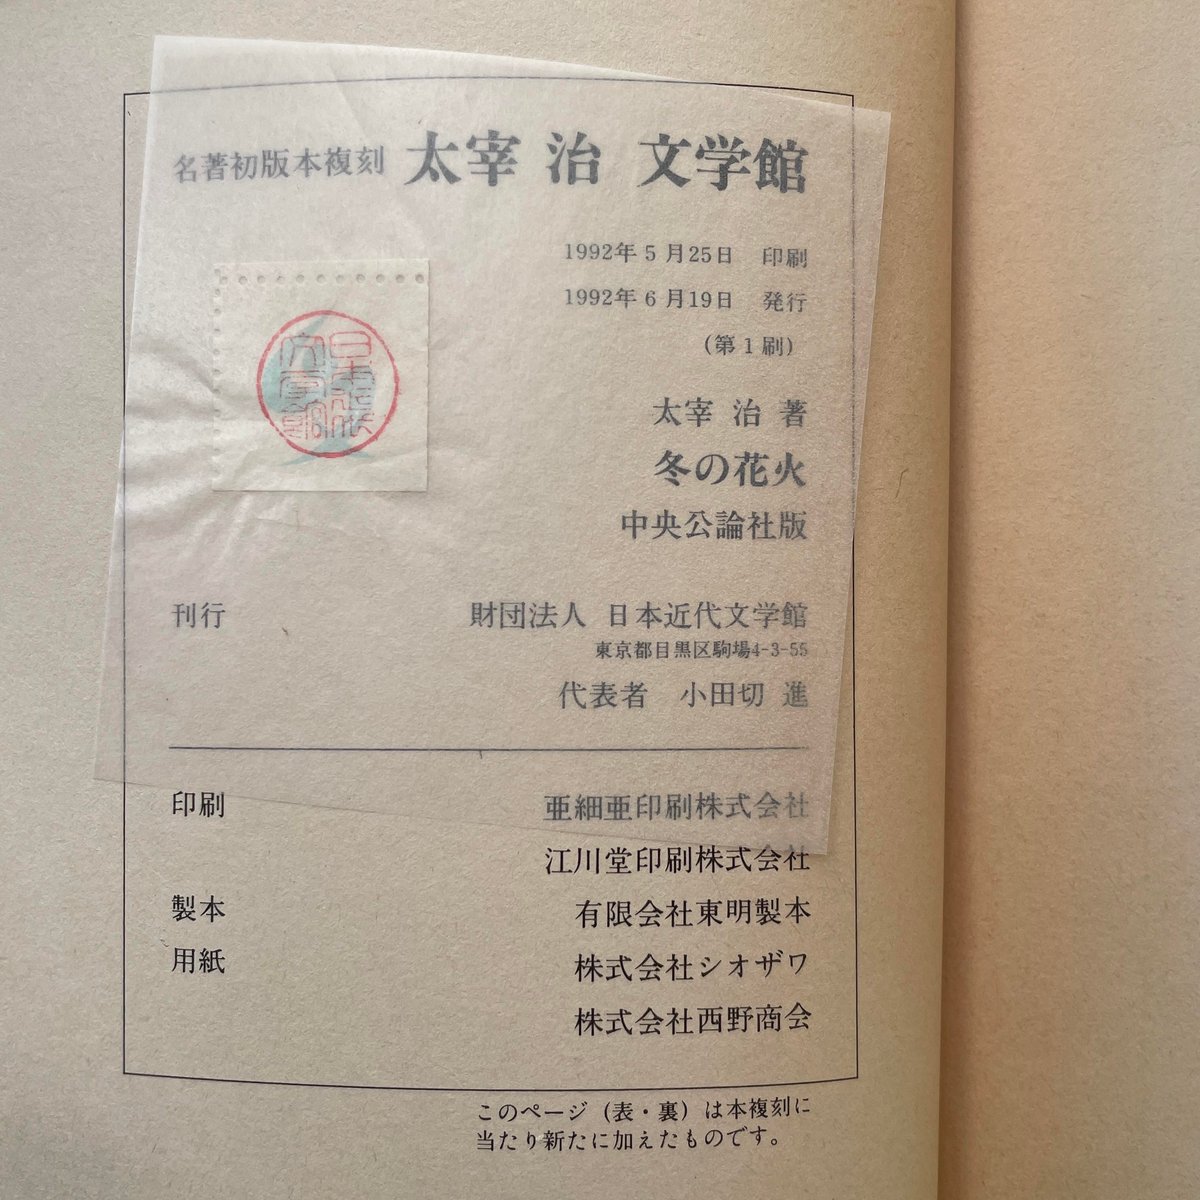 名著初版本複刻 太宰 治 文学館
1992年5月25日 印刷
1992年6月19日 発行
(第1刷)
太宰 治 著
冬の花火
中央公論社版
刊行 財団法人 日本近代文学館
東京都目黒区駒場4-3-55
代表者 小田切 進
印刷 亜細亜印刷株式会社
江川堂印刷株式会社
製本 有限会社東明製本
用紙 株式会社シオザワ
株式会社西野商会
このページ(表・裏)は本複刻に
当たり新たに加えたものです。